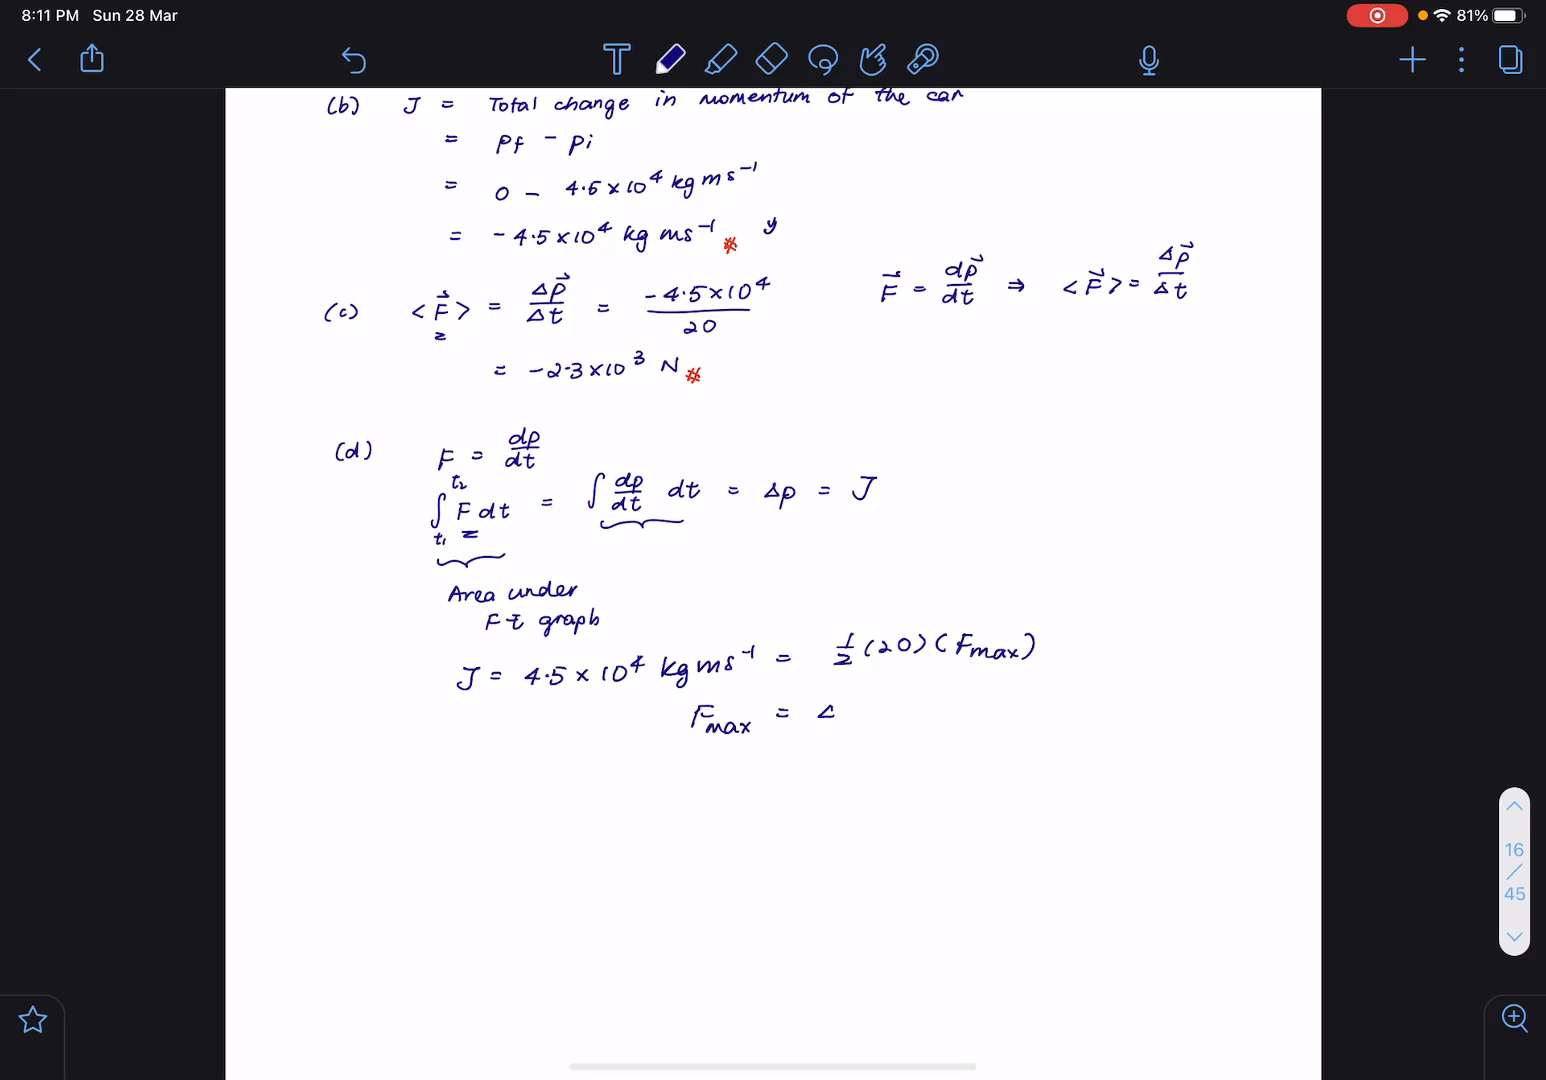 8:11 PM Sun 28 Mar
81%
T
(b) J = Total change in momentum of the car
= pf - pi
= 0 - 4.5 × 10⁴ kg m s⁻¹
= - 4.5 × 10⁴ kg ms⁻¹ #
(c) <F⃗> = Δp⃗/Δt = -4.5×10⁴/20
F⃗ = dp⃗/dt ⇒ <F⃗> = Δp⃗/Δt
= -2.3 × 10³ N #
(d) F = dp/dt
∫ₜ₁ᵗ² F dt = ∫ dp/dt dt = Δp = J
Area under
F-t graph
J = 4.5 × 10⁴ kg ms⁻¹ = ½ (20) (Fmax)
Fmax =
16
/
45